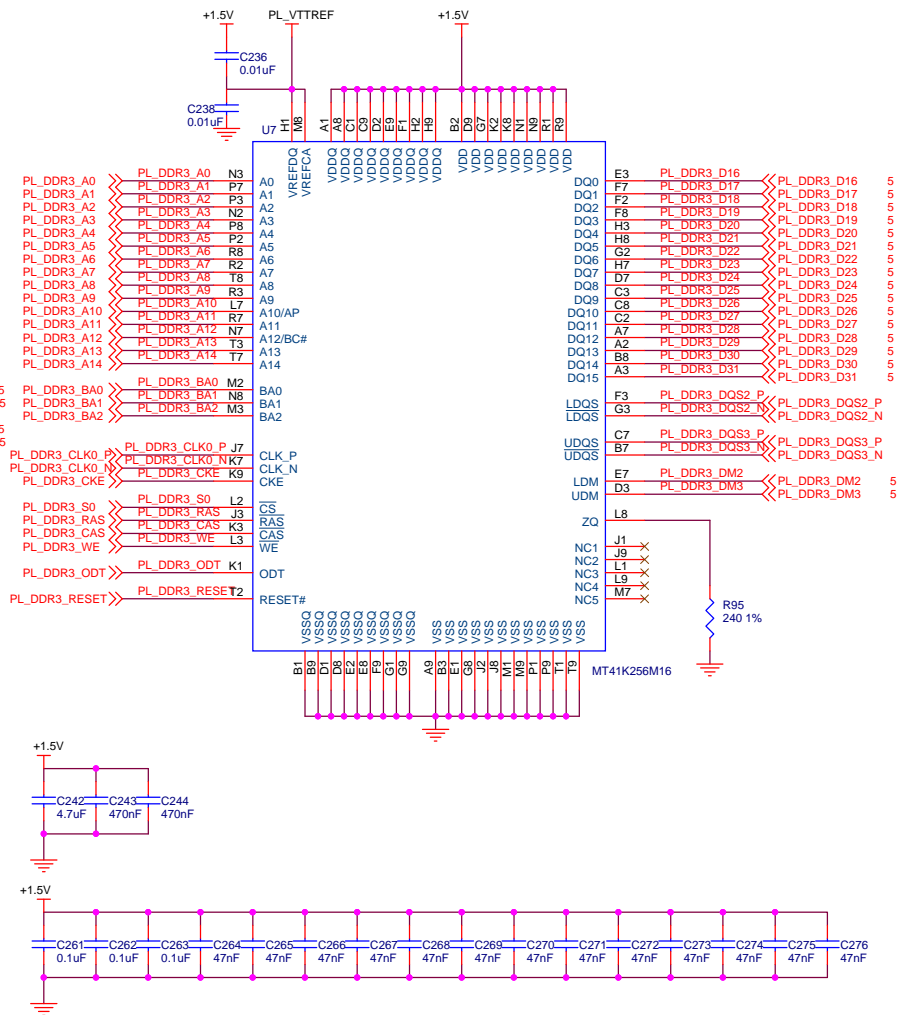 +1.5V PL_VTTREF +1.5V
C236
0.01uF
C238
0.01uF
U7
H1 M8 A1 A8 C1 C9 D2 E9 F1 H2 H9 B2 D9 G7 K2 K8 N1 N9 R1 R9
VREFDQ VREFCA VDDQ VDDQ VDDQ VDDQ VDDQ VDDQ VDDQ VDDQ VDDQ VDD VDD VDD VDD VDD VDD VDD VDD VDD
PL_DDR3_A0 PL_DDR3_A0 N3 A0
PL_DDR3_A1 PL_DDR3_A1 P7 A1
PL_DDR3_A2 PL_DDR3_A2 P3 A2
PL_DDR3_A3 PL_DDR3_A3 N2 A3
PL_DDR3_A4 PL_DDR3_A4 P8 A4
PL_DDR3_A5 PL_DDR3_A5 P2 A5
PL_DDR3_A6 PL_DDR3_A6 R8 A6
PL_DDR3_A7 PL_DDR3_A7 R2 A7
PL_DDR3_A8 PL_DDR3_A8 T8 A8
PL_DDR3_A9 PL_DDR3_A9 R3 A9
PL_DDR3_A10 PL_DDR3_A10 L7 A10/AP
PL_DDR3_A11 PL_DDR3_A11 R7 A11
PL_DDR3_A12 PL_DDR3_A12 N7 A12/BC#
PL_DDR3_A13 PL_DDR3_A13 T3 A13
PL_DDR3_A14 PL_DDR3_A14 T7 A14
5 PL_DDR3_BA0 PL_DDR3_BA0 M2 BA0
5 PL_DDR3_BA1 PL_DDR3_BA1 N8 BA1
PL_DDR3_BA2 PL_DDR3_BA2 M3 BA2
5
5
PL_DDR3_CLK0_P PL_DDR3_CLK0_P J7 CLK_P
PL_DDR3_CLK0_N PL_DDR3_CLK0_N K7 CLK_N
PL_DDR3_CKE PL_DDR3_CKE K9 CKE
PL_DDR3_S0 PL_DDR3_S0 L2 CS
PL_DDR3_RAS PL_DDR3_RAS J3 RAS
PL_DDR3_CAS PL_DDR3_CAS K3 CAS
PL_DDR3_WE PL_DDR3_WE L3 WE
PL_DDR3_ODT PL_DDR3_ODT K1 ODT
PL_DDR3_RESET PL_DDR3_RESET T2 RESET#
DQ0 E3 PL_DDR3_D16 PL_DDR3_D16 5
DQ1 F7 PL_DDR3_D17 PL_DDR3_D17 5
DQ2 F2 PL_DDR3_D18 PL_DDR3_D18 5
DQ3 F8 PL_DDR3_D19 PL_DDR3_D19 5
DQ4 H3 PL_DDR3_D20 PL_DDR3_D20 5
DQ5 H8 PL_DDR3_D21 PL_DDR3_D21 5
DQ6 G2 PL_DDR3_D22 PL_DDR3_D22 5
DQ7 H7 PL_DDR3_D23 PL_DDR3_D23 5
DQ8 D7 PL_DDR3_D24 PL_DDR3_D24 5
DQ9 C3 PL_DDR3_D25 PL_DDR3_D25 5
DQ10 C8 PL_DDR3_D26 PL_DDR3_D26 5
DQ11 C2 PL_DDR3_D27 PL_DDR3_D27 5
DQ12 A7 PL_DDR3_D28 PL_DDR3_D28 5
DQ13 A2 PL_DDR3_D29 PL_DDR3_D29 5
DQ14 B8 PL_DDR3_D30 PL_DDR3_D30 5
DQ15 A3 PL_DDR3_D31 PL_DDR3_D31 5
LDQS F3 PL_DDR3_DQS2_P PL_DDR3_DQS2_P
LDQS G3 PL_DDR3_DQS2_N PL_DDR3_DQS2_N
UDQS C7 PL_DDR3_DQS3_P PL_DDR3_DQS3_P
UDQS B7 PL_DDR3_DQS3_N PL_DDR3_DQS3_N
LDM E7 PL_DDR3_DM2 PL_DDR3_DM2 5
UDM D3 PL_DDR3_DM3 PL_DDR3_DM3 5
ZQ L8
NC1 J1
NC2 J9
NC3 L1
NC4 L9
NC5 M7
R95
240 1%
VSSQ VSSQ VSSQ VSSQ VSSQ VSSQ VSSQ VSSQ VSSQ VSS VSS VSS VSS VSS VSS VSS VSS VSS VSS VSS VSS
B1 B9 D1 D8 E2 E8 F9 G1 G9 A9 B3 E1 G8 J2 J8 M1 M9 P1 P9 T1 T9
MT41K256M16
+1.5V
C242 C243 C244
4.7uF 470nF 470nF
+1.5V
C261 C262 C263 C264 C265 C266 C267 C268 C269 C270 C271 C272 C273 C274 C275 C276
0.1uF 0.1uF 0.1uF 47nF 47nF 47nF 47nF 47nF 47nF 47nF 47nF 47nF 47nF 47nF 47nF 47nF